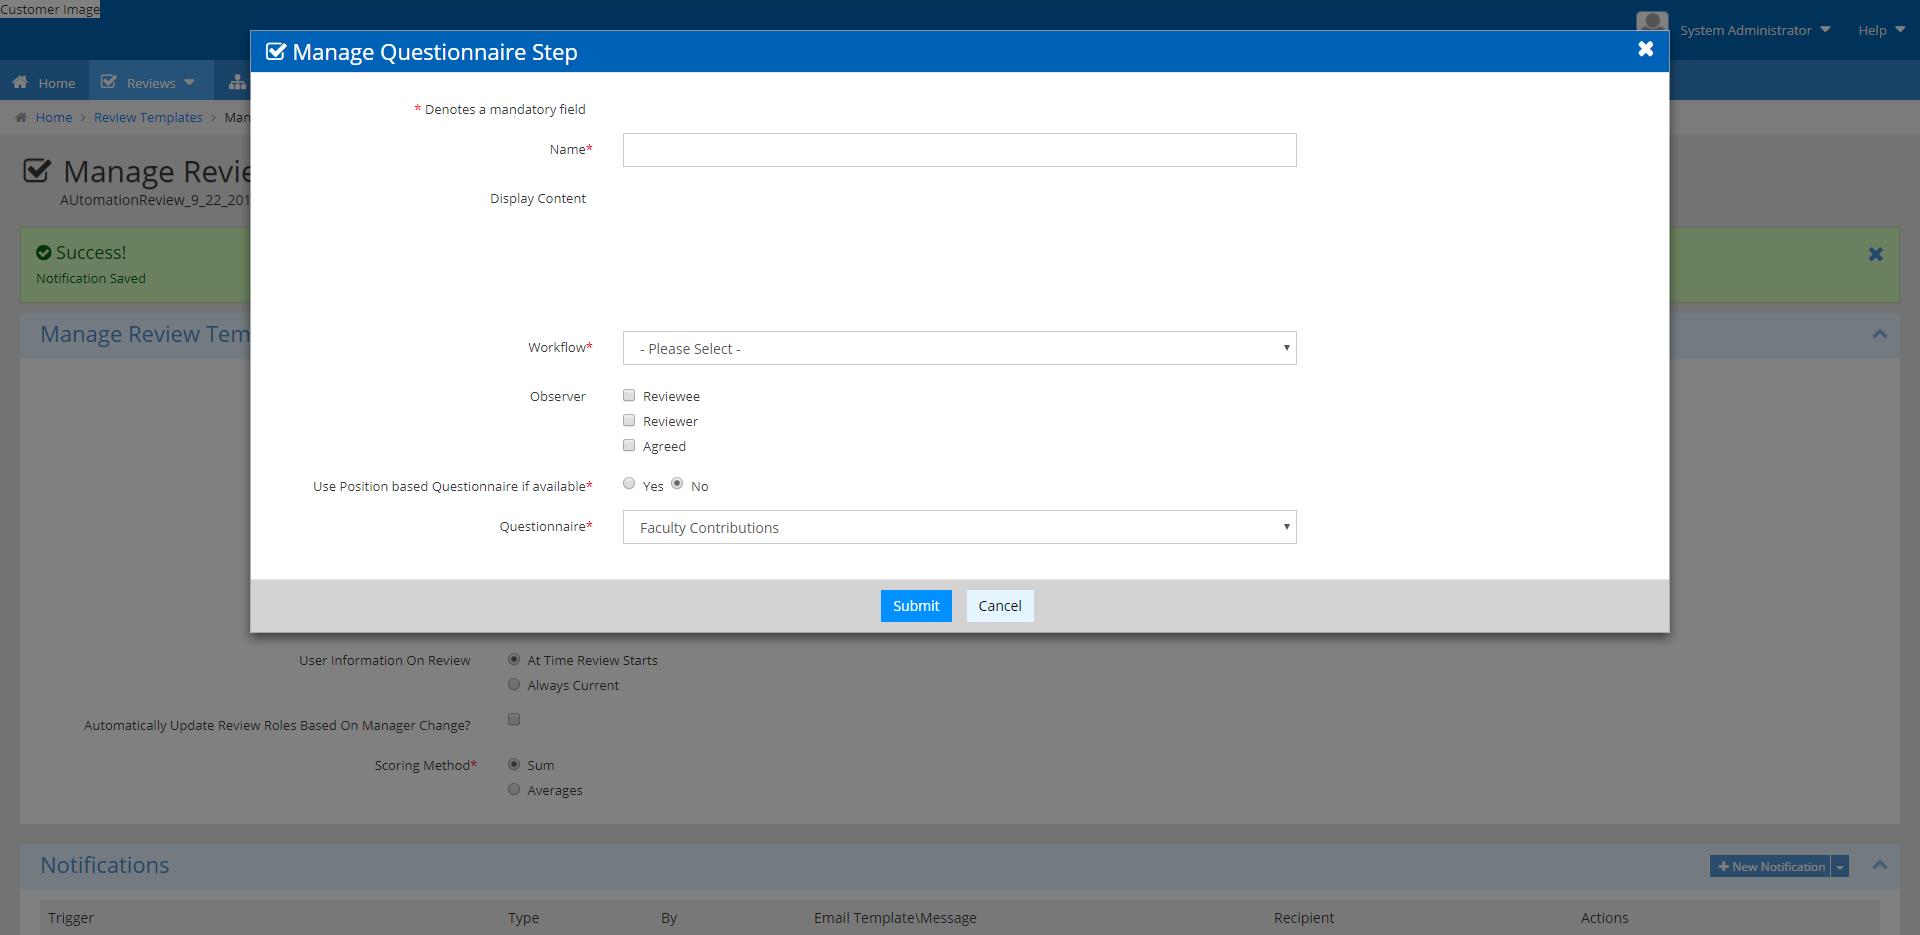 Customer Image
System Administrator
Help
Manage Questionnaire Step
Home
Reviews
Home > Review Templates > Man
* Denotes a mandatory field
Name*
Manage Revie
AUtomationReview_9_22_201
Display Content
Success!
Notification Saved
Manage Review Tem
Workflow*
- Please Select -
Observer
Reviewee
Reviewer
Agreed
Use Position based Questionnaire if available*
Yes No
Questionnaire*
Faculty Contributions
Submit Cancel
User Information On Review
At Time Review Starts
Always Current
Automatically Update Review Roles Based On Manager Change?
Scoring Method*
Sum
Averages
Notifications
New Notification
Trigger Type By Email Template\Message Recipient Actions